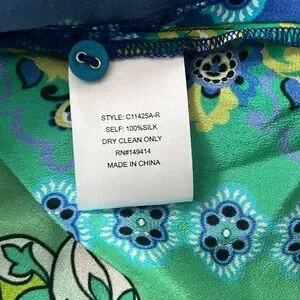 STYLE: C11425A-R
SELF: 100%SILK
DRY CLEAN ONLY
RN#149414
MADE IN CHINA